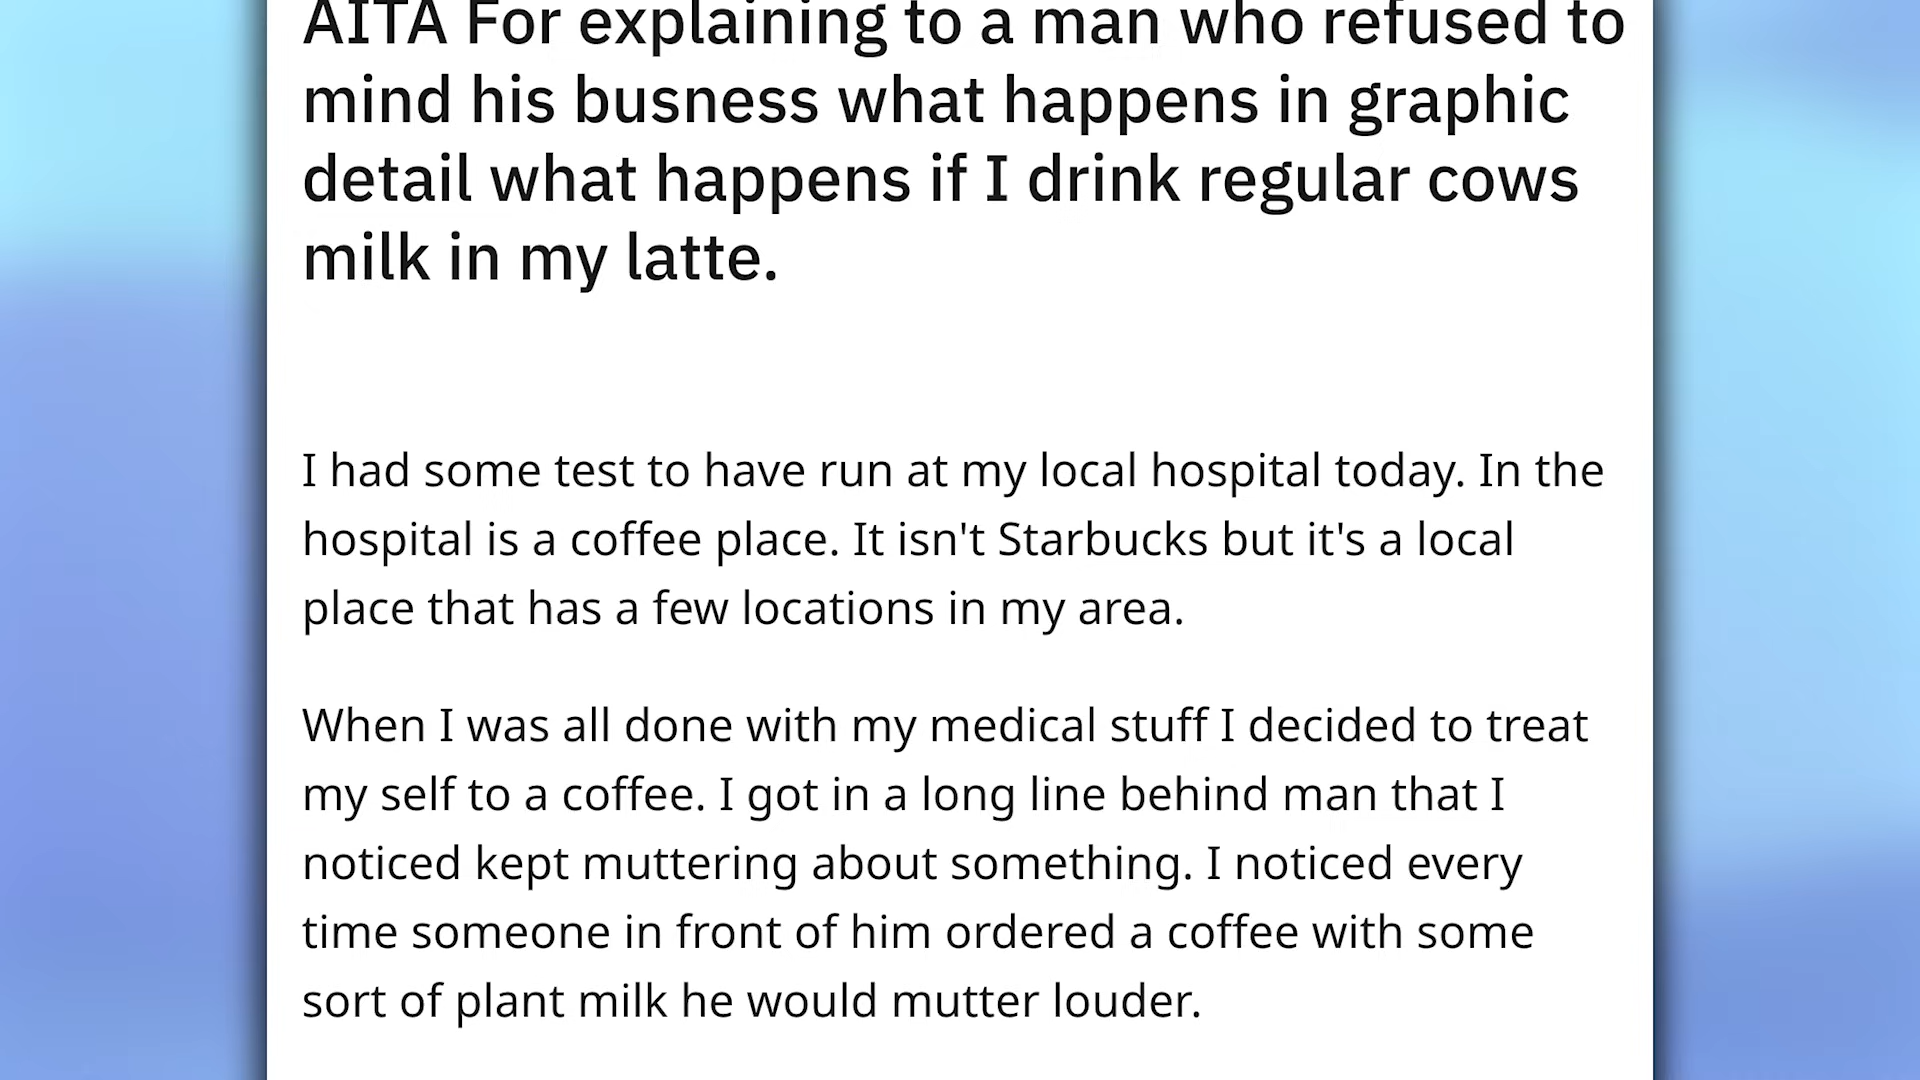 AITA For explaining to a man who refused to
mind his busness what happens in graphic
detail what happens if I drink regular cows
milk in my latte.
I had some test to have run at my local hospital today. In the
hospital is a coffee place. It isn't Starbucks but it's a local
place that has a few locations in my area.
When I was all done with my medical stuff I decided to treat
my self to a coffee. I got in a long line behind man that I
noticed kept muttering about something. I noticed every
time someone in front of him ordered a coffee with some
sort of plant milk he would mutter louder.